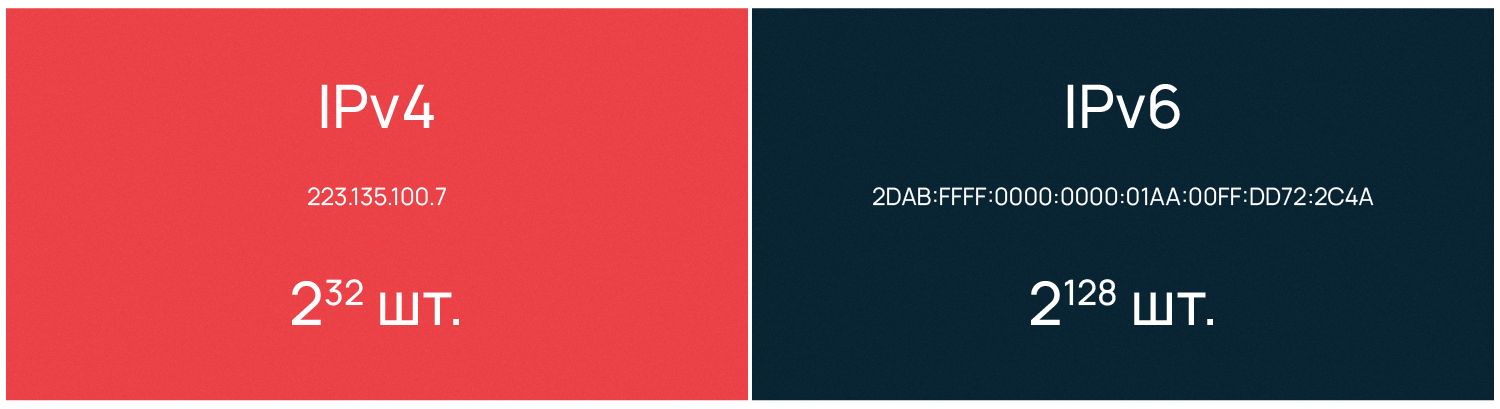 IPv4
223.135.100.7
2³² шт.
IPv6
2DAB:FFFF:0000:0000:01AA:00FF:DD72:2C4A
2¹²⁸ шт.